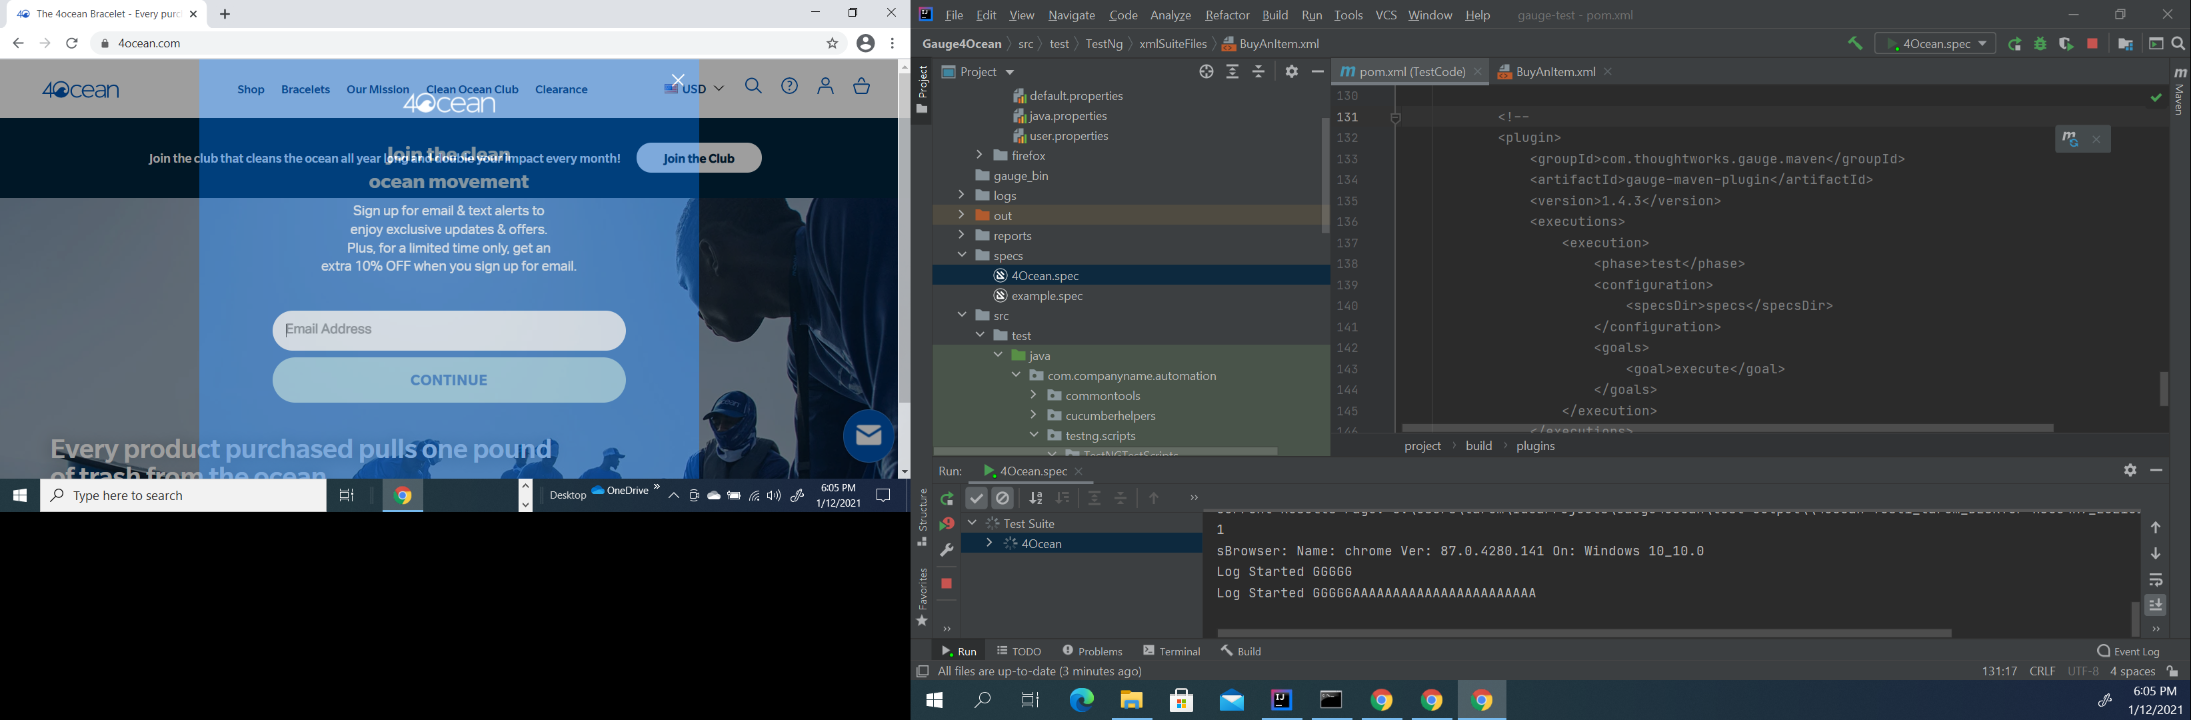 The 4ocean Bracelet - Every purc
4ocean.com
4Ocean
Shop Bracelets Our Mission Clean Ocean Club Clearance USD
4Ocean
Join the club that cleans the ocean all year long and double your impact every month! Join the Club
Join the clean
ocean movement
Sign up for email & text alerts to
enjoy exclusive updates & offers.
Plus, for a limited time only, get an
extra 10% OFF when you sign up for email.
Email Address
CONTINUE
Every product purchased pulls one pound
of trash from the ocean
Type here to search
Desktop OneDrive
6:05 PM
1/12/2021
File Edit View Navigate Code Analyze Refactor Build Run Tools VCS Window Help gauge-test - pom.xml
Gauge4Ocean src test TestNg xmlSuiteFiles BuyAnItem.xml 4Ocean.spec
Project
Project
default.properties
java.properties
user.properties
firefox
gauge_bin
logs
out
reports
specs
4Ocean.spec
example.spec
src
test
java
com.companyname.automation
commontools
cucumberhelpers
testng.scripts
TestNGTestScripts
pom.xml (TestCode) BuyAnItem.xml
Maven
130
131 <!--
132 <plugin>
133 <groupId>com.thoughtworks.gauge.maven</groupId>
134 <artifactId>gauge-maven-plugin</artifactId>
135 <version>1.4.3</version>
136 <executions>
137 <execution>
138 <phase>test</phase>
139 <configuration>
140 <specsDir>specs</specsDir>
141 </configuration>
142 <goals>
143 <goal>execute</goal>
144 </goals>
145 </execution>
146 </executions>
project build plugins
Run: 4Ocean.spec
Structure
Favorites
Test Suite
4Ocean
1
sBrowser: Name: chrome Ver: 87.0.4280.141 On: Windows 10_10.0
Log Started GGGGG
Log Started GGGGGAAAAAAAAAAAAAAAAAAAAAAA
Run TODO Problems Terminal Build Event Log
All files are up-to-date (3 minutes ago) 131:17 CRLF UTF-8 4 spaces
6:05 PM
1/12/2021